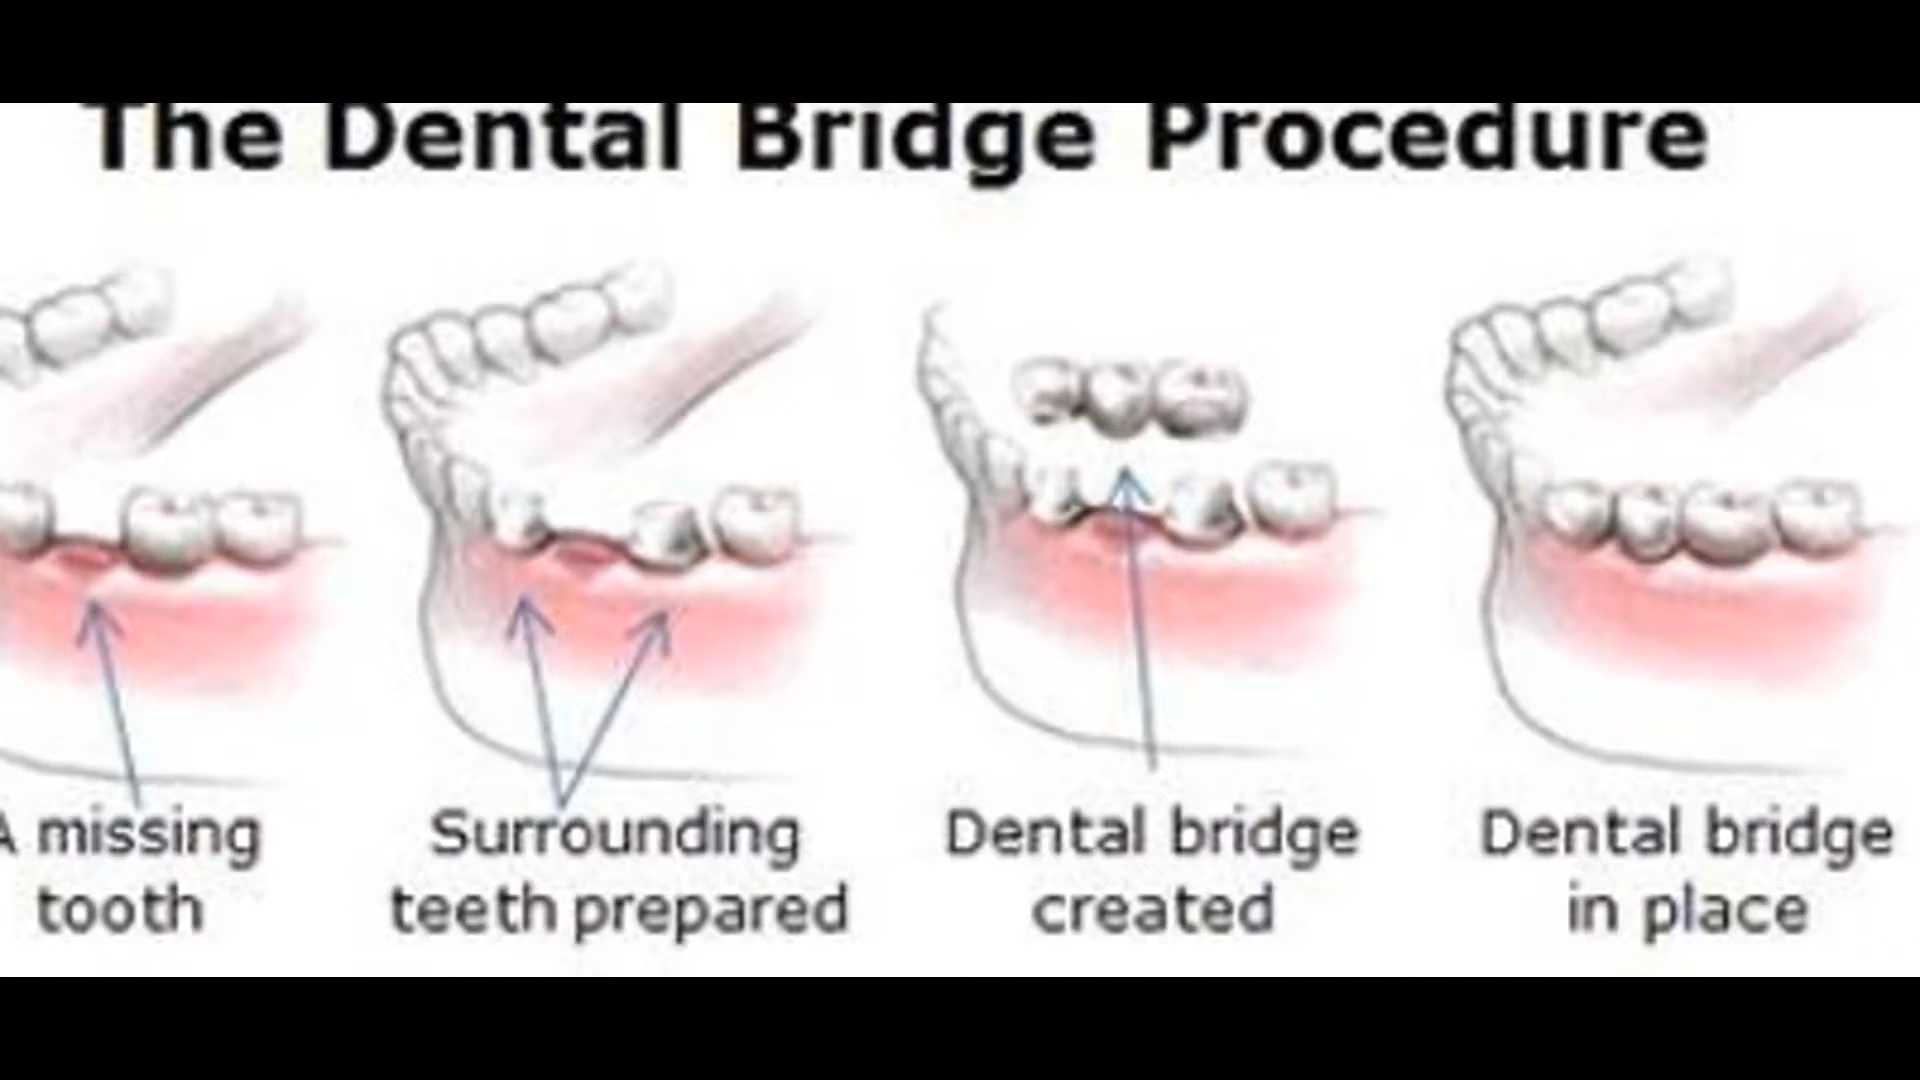 The Dental Bridge Procedure
A missing
tooth
Surrounding
teeth prepared
Dental bridge
created
Dental bridge
in place